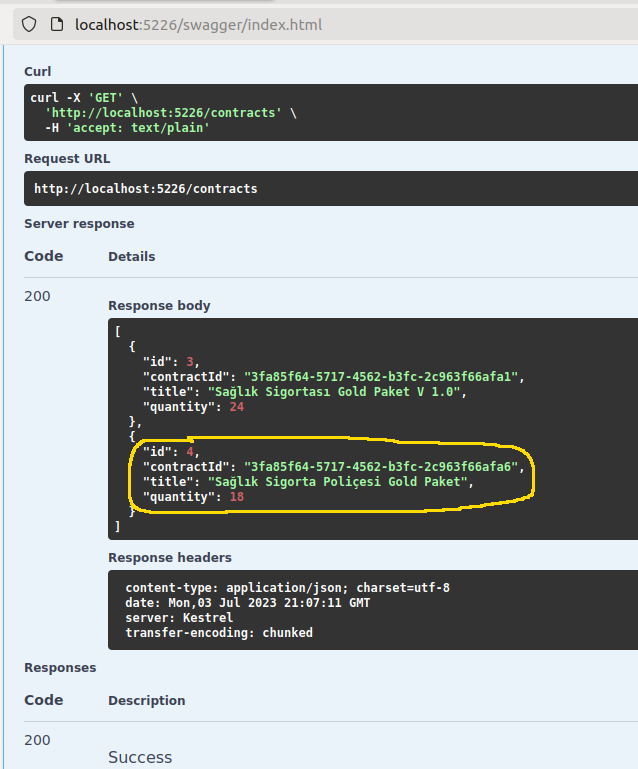 localhost:5226/swagger/index.html
Curl
curl -X 'GET' \
  'http://localhost:5226/contracts' \
  -H 'accept: text/plain'
Request URL
http://localhost:5226/contracts
Server response
Code Details
200
Response body
[
  {
    "id": 3,
    "contractId": "3fa85f64-5717-4562-b3fc-2c963f66afa1",
    "title": "Sağlık Sigortası Gold Paket V 1.0",
    "quantity": 24
  },
  {
    "id": 4,
    "contractId": "3fa85f64-5717-4562-b3fc-2c963f66afa6",
    "title": "Sağlık Sigorta Poliçesi Gold Paket",
    "quantity": 18
  }
]
Response headers
content-type: application/json; charset=utf-8
date: Mon,03 Jul 2023 21:07:11 GMT
server: Kestrel
transfer-encoding: chunked
Responses
Code Description
200
Success